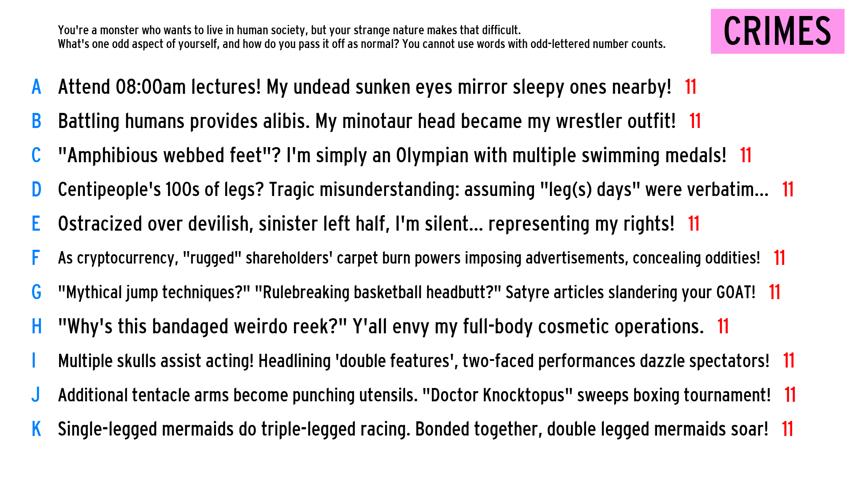 You're a monster who wants to live in human society, but your strange nature makes that difficult.
What's one odd aspect of yourself, and how do you pass it off as normal? You cannot use words with odd-lettered number counts.
CRIMES
A Attend 08:00am lectures! My undead sunken eyes mirror sleepy ones nearby! 11
B Battling humans provides alibis. My minotaur head became my wrestler outfit! 11
C "Amphibious webbed feet"? I'm simply an Olympian with multiple swimming medals! 11
D Centipeople's 100s of legs? Tragic misunderstanding: assuming "leg(s) days" were verbatim... 11
E Ostracized over devilish, sinister left half, I'm silent... representing my rights! 11
F As cryptocurrency, "rugged" shareholders' carpet burn powers imposing advertisements, concealing oddities! 11
G "Mythical jump techniques?" "Rulebreaking basketball headbutt?" Satyre articles slandering your GOAT! 11
H "Why's this bandaged weirdo reek?" Y'all envy my full-body cosmetic operations. 11
I Multiple skulls assist acting! Headlining 'double features', two-faced performances dazzle spectators! 11
J Additional tentacle arms become punching utensils. "Doctor Knocktopus" sweeps boxing tournament! 11
K Single-legged mermaids do triple-legged racing. Bonded together, double legged mermaids soar! 11